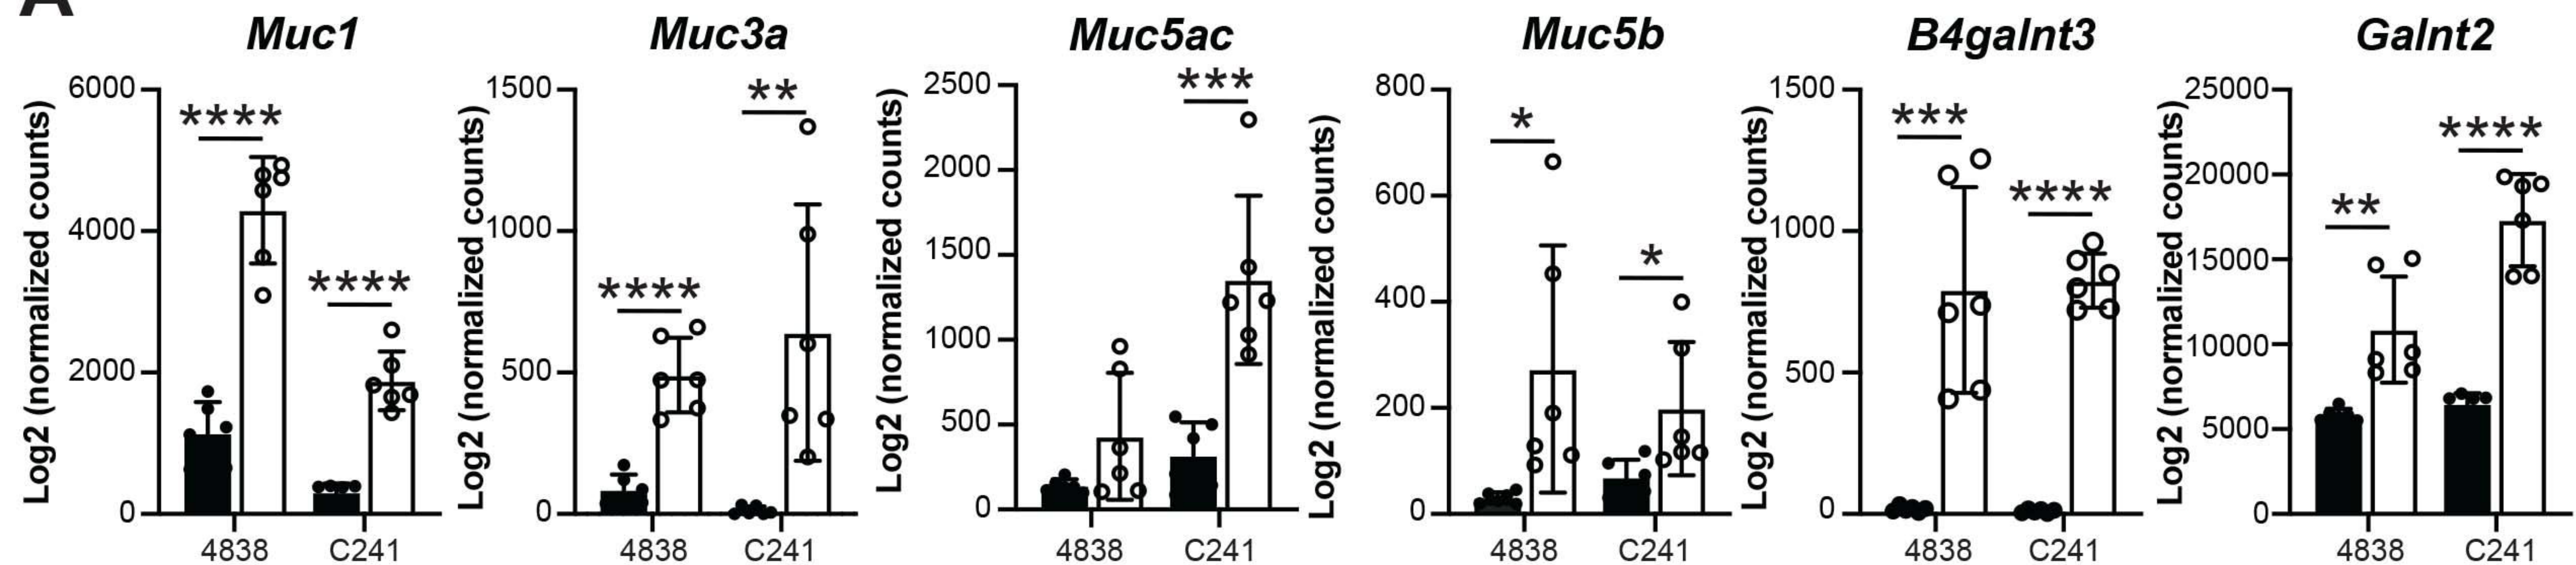 A
Muc1
Log2 (normalized counts)
6000
4000
2000
0
****
****
4838
C241
Muc3a
Log2 (normalized counts)
1500
1000
500
0
****
**
4838
C241
Muc5ac
Log2 (normalized counts)
2500
2000
1500
1000
500
0
***
4838
C241
Muc5b
Log2 (normalized counts)
800
600
400
200
0
*
*
4838
C241
B4galnt3
Log2 (normalized counts)
1500
1000
500
0
***
****
4838
C241
Galnt2
Log2 (normalized counts)
25000
20000
15000
10000
5000
0
**
****
4838
C241